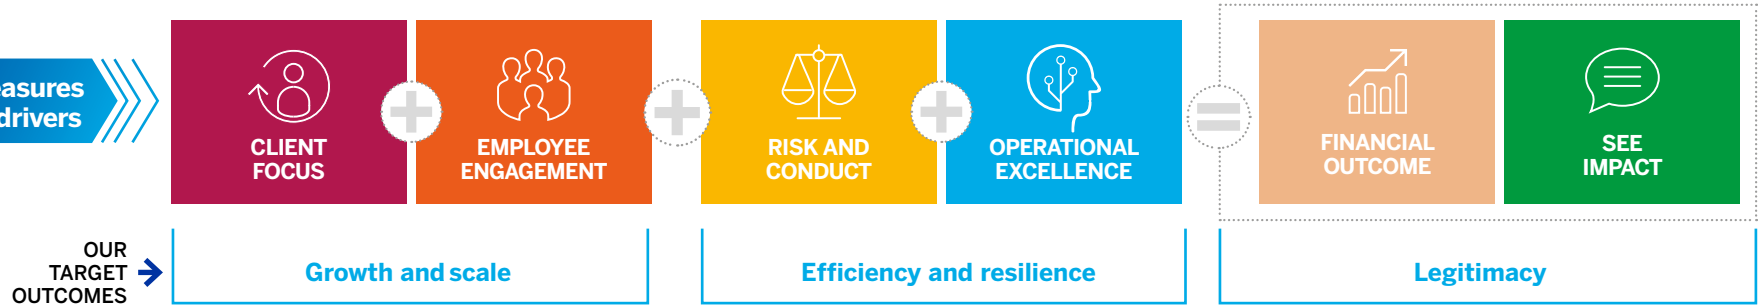 drivers
CLIENT
FOCUS
EMPLOYEE
ENGAGEMENT
RISK AND
CONDUCT
OPERATIONAL
EXCELLENCE
FINANCIAL
OUTCOME
SEE
IMPACT
OUR
TARGET
OUTCOMES
Growth and scale
Efficiency and resilience
Legitimacy